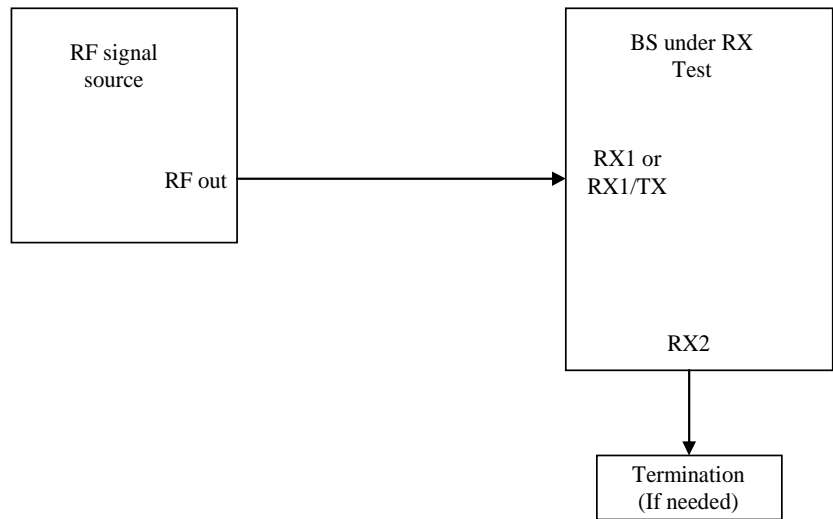 RF signal
source
RF out
BS under RX
Test
RX1 or
RX1/TX
RX2
Termination
(If needed)